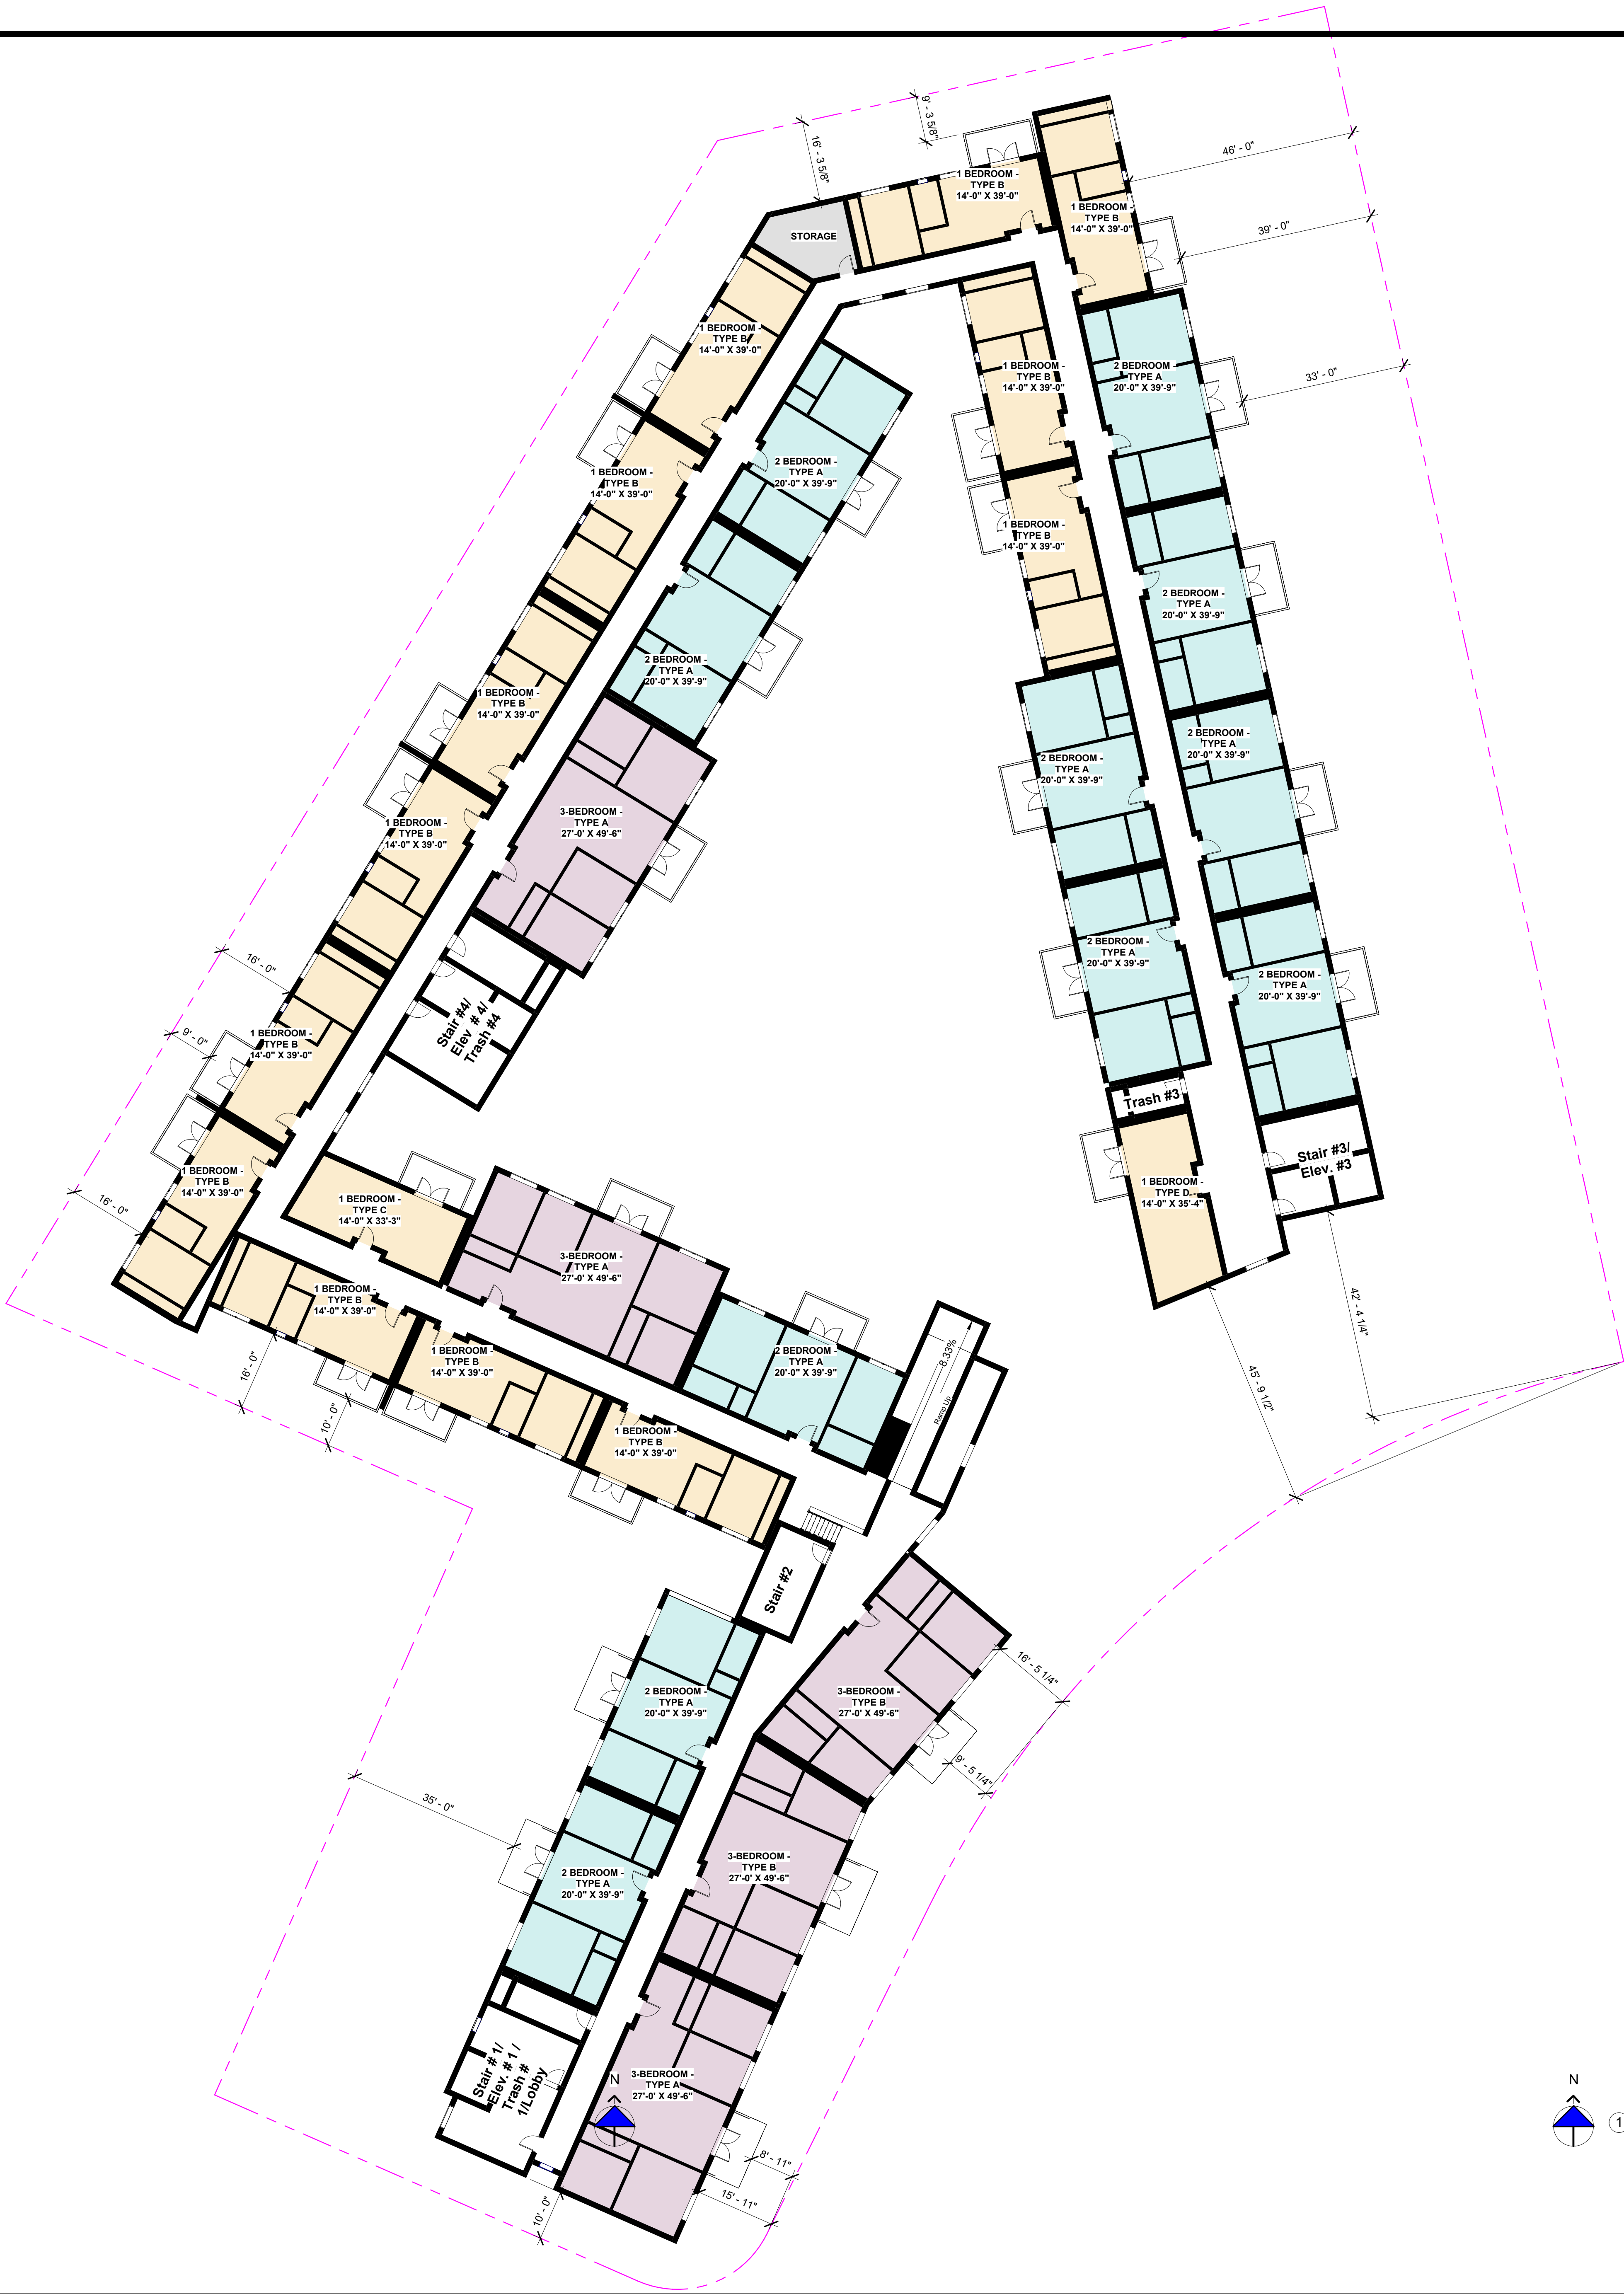 9' - 3 5/8"
16' - 3 5/8"
46' - 0"
1 BEDROOM -
TYPE B
14'-0" X 39'-0"
1 BEDROOM -
TYPE B
14'-0" X 39'-0"
39' - 0"
STORAGE
1 BEDROOM -
TYPE B
14'-0" X 39'-0"
1 BEDROOM -
TYPE B
14'-0" X 39'-0"
2 BEDROOM -
TYPE A
20'-0" X 39'-9"
33' - 0"
1 BEDROOM -
TYPE B
14'-0" X 39'-0"
2 BEDROOM -
TYPE A
20'-0" X 39'-9"
1 BEDROOM -
TYPE B
14'-0" X 39'-0"
2 BEDROOM -
TYPE A
20'-0" X 39'-9"
2 BEDROOM -
TYPE A
20'-0" X 39'-9"
1 BEDROOM -
TYPE B
14'-0" X 39'-0"
2 BEDROOM -
TYPE A
20'-0" X 39'-9"
2 BEDROOM -
TYPE A
20'-0" X 39'-9"
3-BEDROOM -
TYPE A
27'-0' X 49'-6"
1 BEDROOM -
TYPE B
14'-0" X 39'-0"
2 BEDROOM -
TYPE A
20'-0" X 39'-9"
2 BEDROOM -
TYPE A
20'-0" X 39'-9"
16' - 0"
9' - 0"
1 BEDROOM -
TYPE B
14'-0" X 39'-0"
Stair #4/
Elev # 4/
Trash #4
Trash #3
Stair #3/
Elev. #3
1 BEDROOM -
TYPE B
14'-0" X 39'-0"
16' - 0"
1 BEDROOM -
TYPE C
14'-0" X 33'-3"
1 BEDROOM -
TYPE D
14'-0" X 35'-4"
3-BEDROOM -
TYPE A
27'-0' X 49'-6"
1 BEDROOM -
TYPE B
14'-0" X 39'-0"
42' - 4 1/4"
1 BEDROOM -
TYPE B
14'-0" X 39'-0"
2 BEDROOM -
TYPE A
20'-0" X 39'-9"
8.33%
Ramp Up
16' - 0"
10' - 0"
45' - 9 1/2"
1 BEDROOM -
TYPE B
14'-0" X 39'-0"
Stair #2
16' - 5 1/4"
2 BEDROOM -
TYPE A
20'-0" X 39'-9"
3-BEDROOM -
TYPE B
27'-0' X 49'-6"
9' - 5 1/4"
35' - 0"
3-BEDROOM -
TYPE B
27'-0' X 49'-6"
2 BEDROOM -
TYPE A
20'-0" X 39'-9"
Stair # 1/
Elev. # 1 /
Trash #
1/Lobby
N
3-BEDROOM -
TYPE A
27'-0' X 49'-6"
8' - 11"
15' - 11"
10' - 0"
N
1